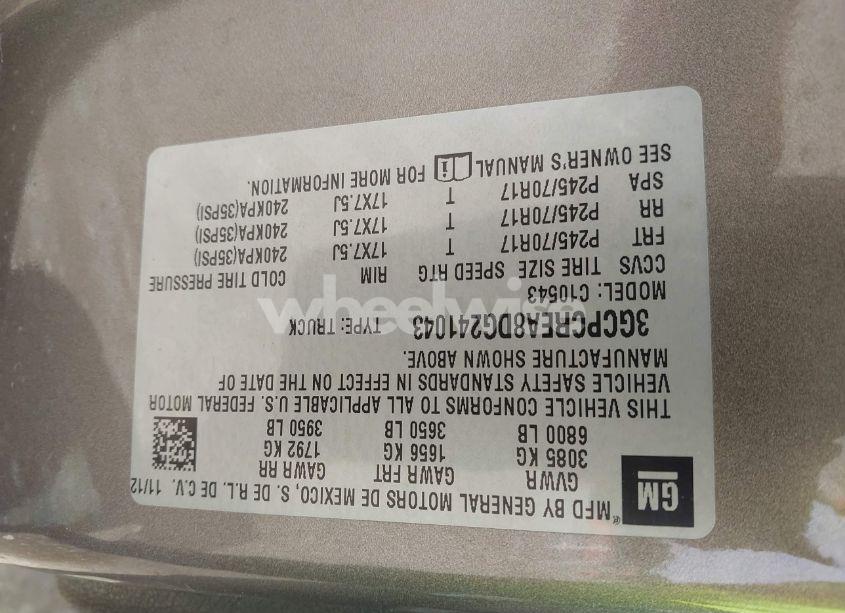 GM
® MFD BY GENERAL MOTORS DE MEXICO, S. DE R.L. DE C.V. 11/12
GVWR GAWR FRT GAWR RR
3085 KG 1656 KG 1792 KG
6800 LB 3650 LB 3950 LB
THIS VEHICLE CONFORMS TO ALL APPLICABLE U.S. FEDERAL MOTOR
VEHICLE SAFETY STANDARDS IN EFFECT ON THE DATE OF
MANUFACTURE SHOWN ABOVE.
3GCPCREA8DG241043 TYPE: TRUCK
MODEL: C10543
CCVS TIRE SIZE SPEED RTG RIM COLD TIRE PRESSURE
FRT P245/70R17 T 17X7.5J 240KPA(35PSI)
RR P245/70R17 T 17X7.5J 240KPA(35PSI)
SPA P245/70R17 T 17X7.5J 240KPA(35PSI)
SEE OWNER'S MANUAL i FOR MORE INFORMATION.